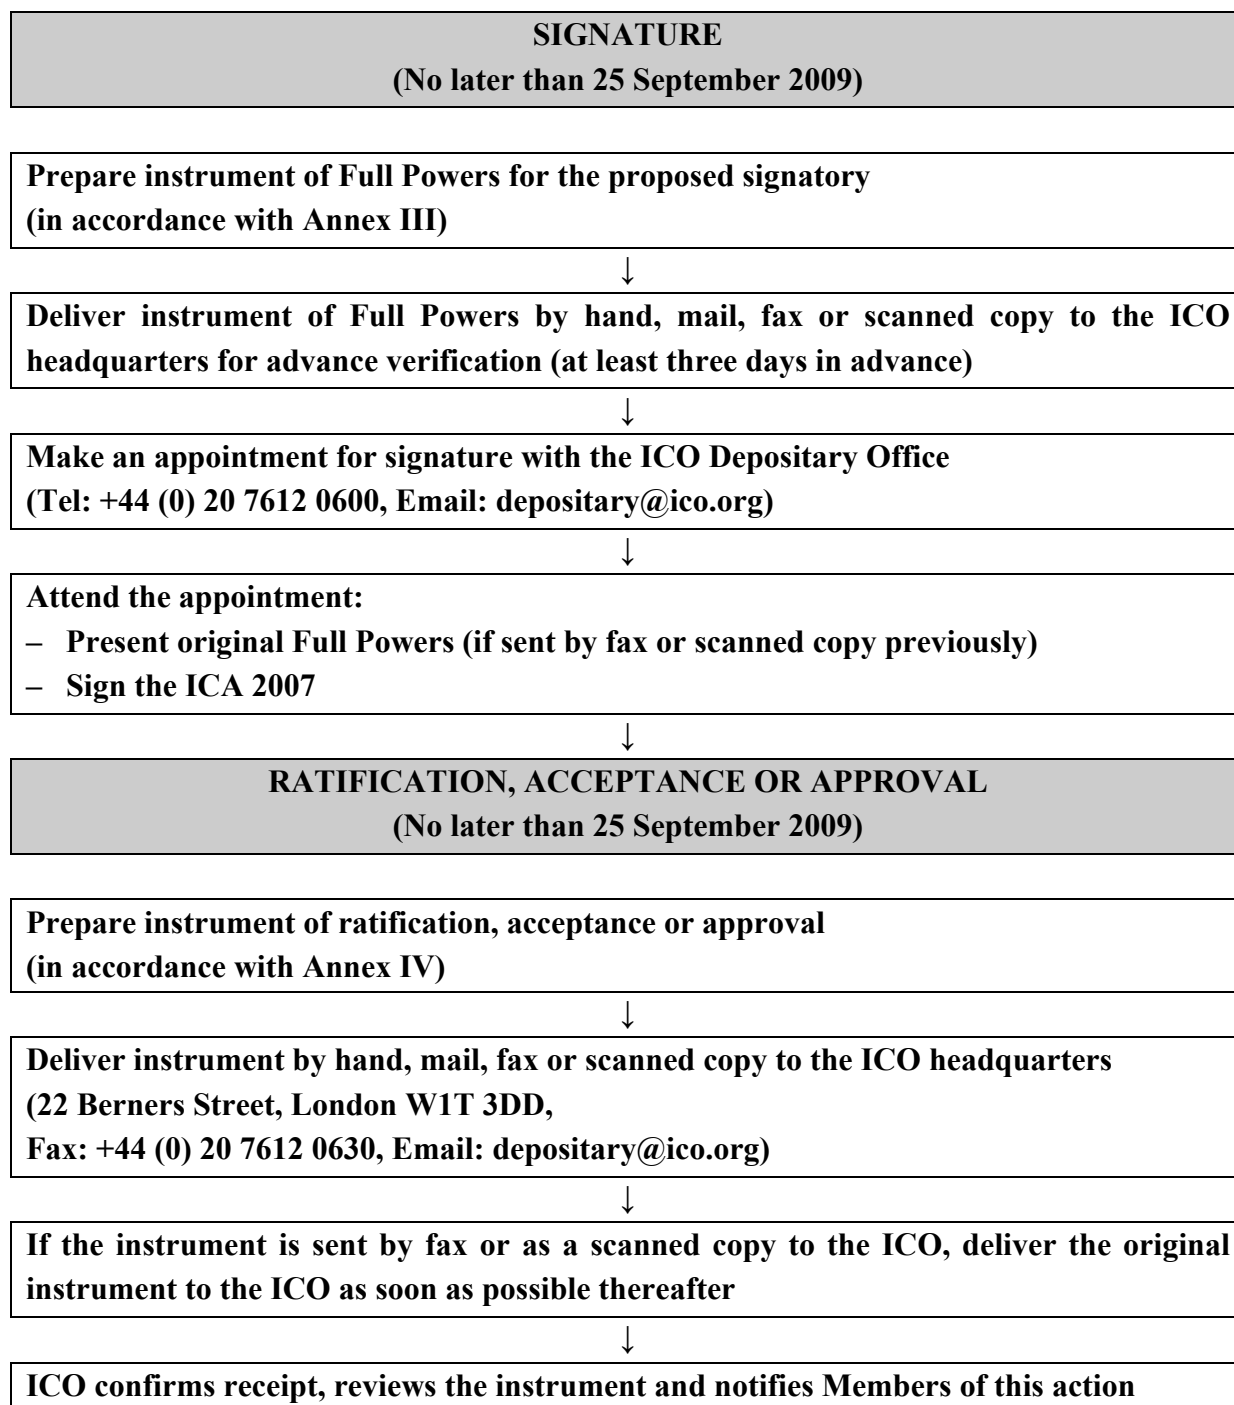 SIGNATURE
(No later than 25 September 2009)
Prepare instrument of Full Powers for the proposed signatory
(in accordance with Annex III)
↓
Deliver instrument of Full Powers by hand, mail, fax or scanned copy to the ICO
headquarters for advance verification (at least three days in advance)
↓
Make an appointment for signature with the ICO Depositary Office
(Tel: +44 (0) 20 7612 0600, Email: depositary@ico.org)
↓
Attend the appointment:
– Present original Full Powers (if sent by fax or scanned copy previously)
– Sign the ICA 2007
↓
RATIFICATION, ACCEPTANCE OR APPROVAL
(No later than 25 September 2009)
Prepare instrument of ratification, acceptance or approval
(in accordance with Annex IV)
↓
Deliver instrument by hand, mail, fax or scanned copy to the ICO headquarters
(22 Berners Street, London W1T 3DD,
Fax: +44 (0) 20 7612 0630, Email: depositary@ico.org)
↓
If the instrument is sent by fax or as a scanned copy to the ICO, deliver the original
instrument to the ICO as soon as possible thereafter
↓
ICO confirms receipt, reviews the instrument and notifies Members of this action